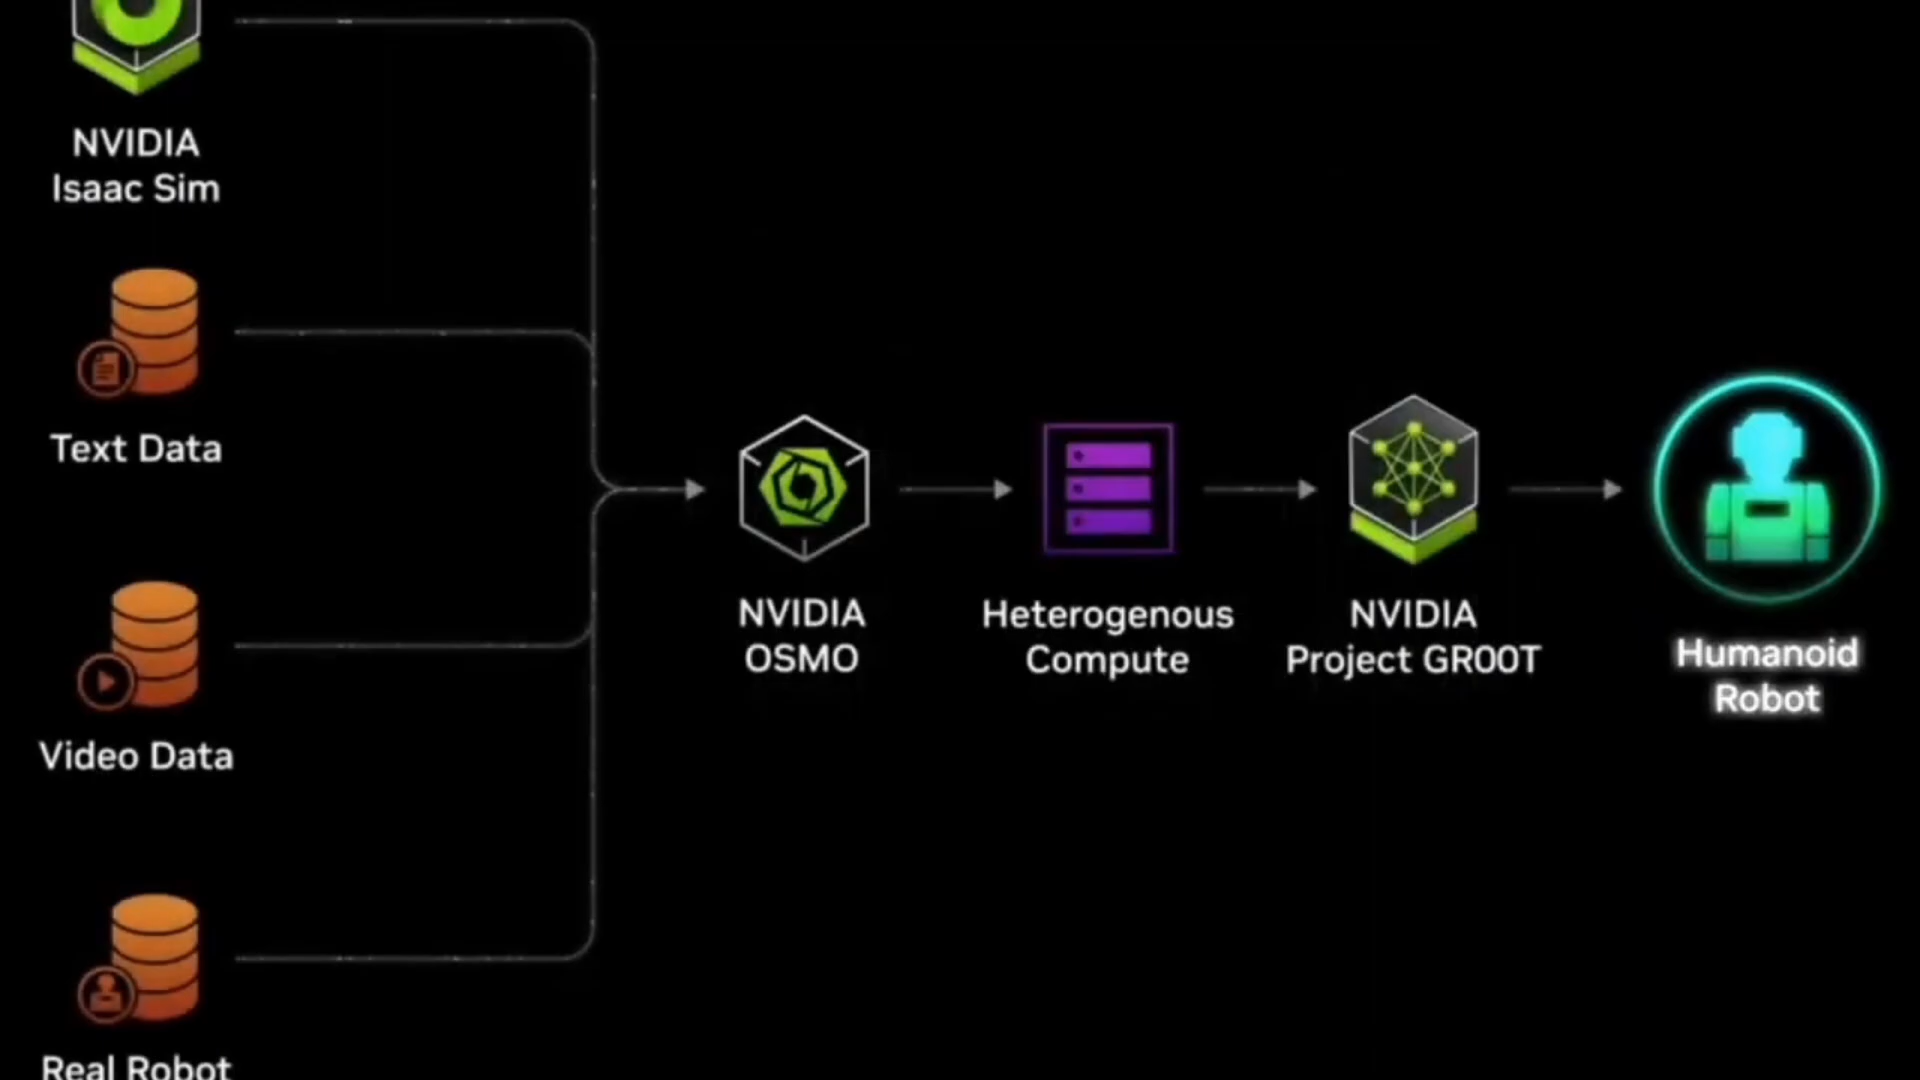 NVIDIA
Isaac Sim
Text Data
Video Data
Real Robot
NVIDIA
OSMO
Heterogenous
Compute
NVIDIA
Project GR00T
Humanoid
Robot